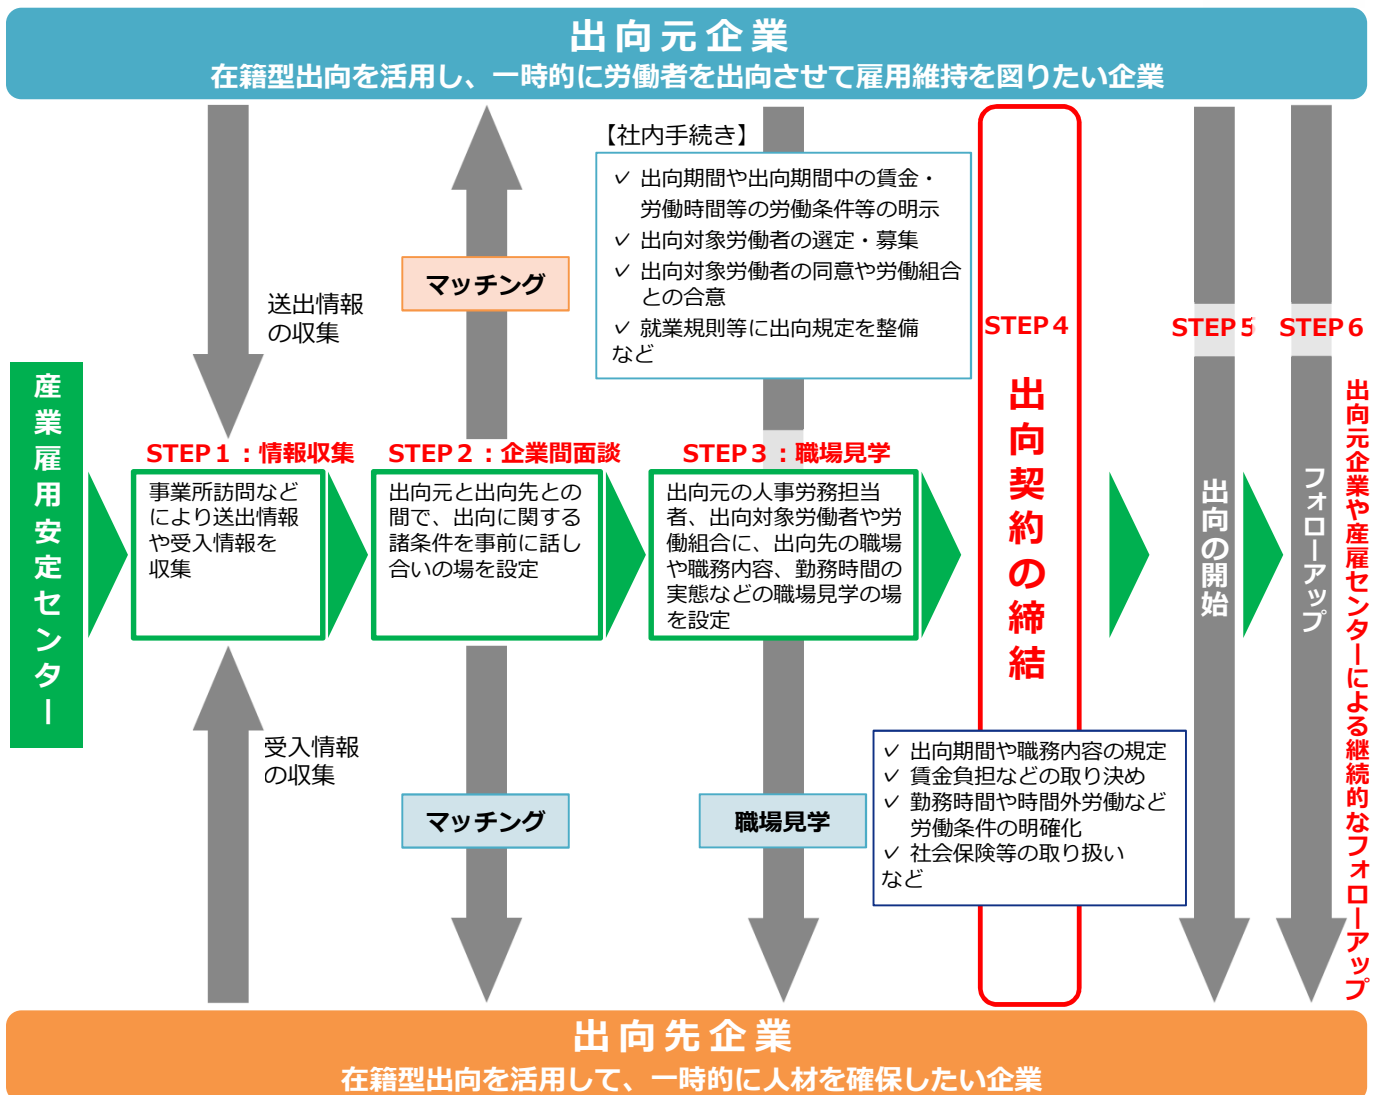 出向元企業
在籍型出向を活用し、一時的に労働者を出向させて雇用維持を図りたい企業
【社内手続き】
✓ 出向期間や出向期間中の賃金・
労働時間等の労働条件等の明示
✓ 出向対象労働者の選定・募集
✓ 出向対象労働者の同意や労働組合
との合意
✓ 就業規則等に出向規定を整備
など
マッチング
送出情報
の収集
産業雇用安定センター
STEP１：情報収集
事業所訪問など
により送出情報
や受入情報を
収集
STEP２：企業間面談
出向元と出向先との
間で、出向に関する
諸条件を事前に話し
合いの場を設定
STEP３：職場見学
出向元の人事労務担当
者、出向対象労働者や労
働組合に、出向先の職場
や職務内容、勤務時間の
実態などの職場見学の場
を設定
STEP４
出向契約の締結
STEP５
出向の開始
STEP６
フォローアップ
出向元企業や産雇センターによる継続的なフォローアップ
受入情報
の収集
マッチング
職場見学
✓ 出向期間や職務内容の規定
✓ 賃金負担などの取り決め
✓ 勤務時間や時間外労働など
労働条件の明確化
✓ 社会保険等の取り扱い
など
出向先企業
在籍型出向を活用して、一時的に人材を確保したい企業